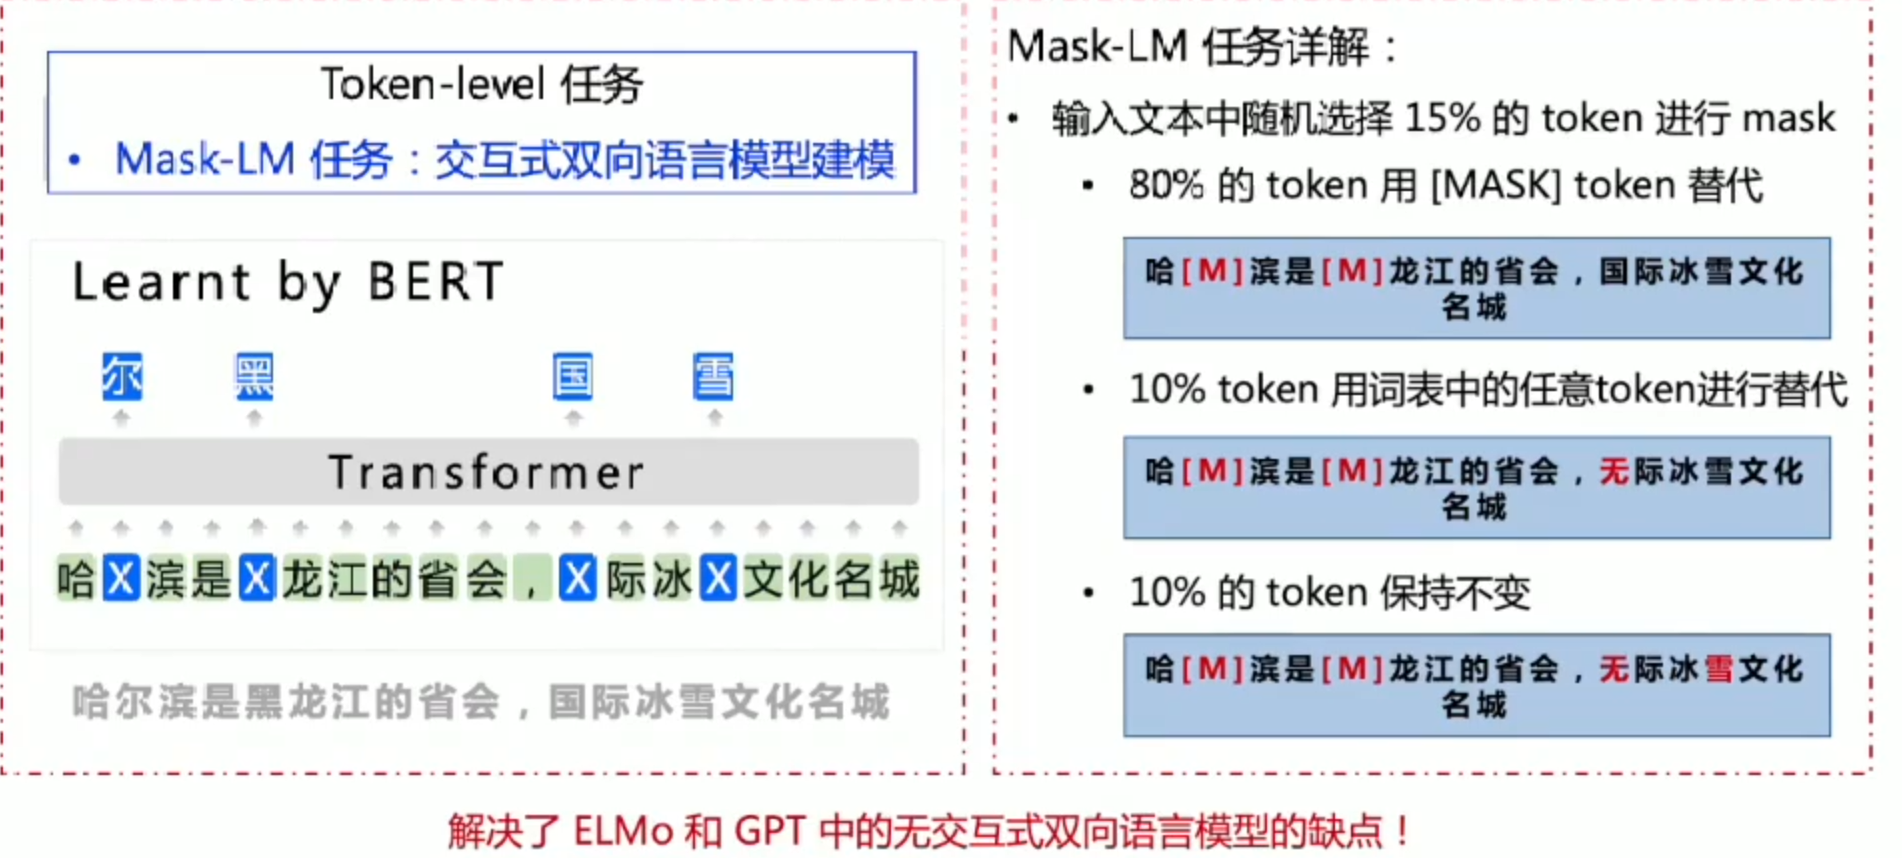 Token-level 任务
• Mask-LM 任务：交互式双向语言模型建模
Learnt by BERT
尔 黑 国 雪
Transformer
哈X滨是X龙江的省会，X际冰X文化名城
哈尔滨是黑龙江的省会，国际冰雪文化名城
Mask-LM 任务详解：
• 输入文本中随机选择 15% 的 token 进行 mask
• 80% 的 token 用 [MASK] token 替代
哈[M]滨是[M]龙江的省会，国际冰雪文化
名城
• 10% token 用词表中的任意token进行替代
哈[M]滨是[M]龙江的省会，无际冰雪文化
名城
• 10% 的 token 保持不变
哈[M]滨是[M]龙江的省会，无际冰雪文化
名城
解决了 ELMo 和 GPT 中的无交互式双向语言模型的缺点！